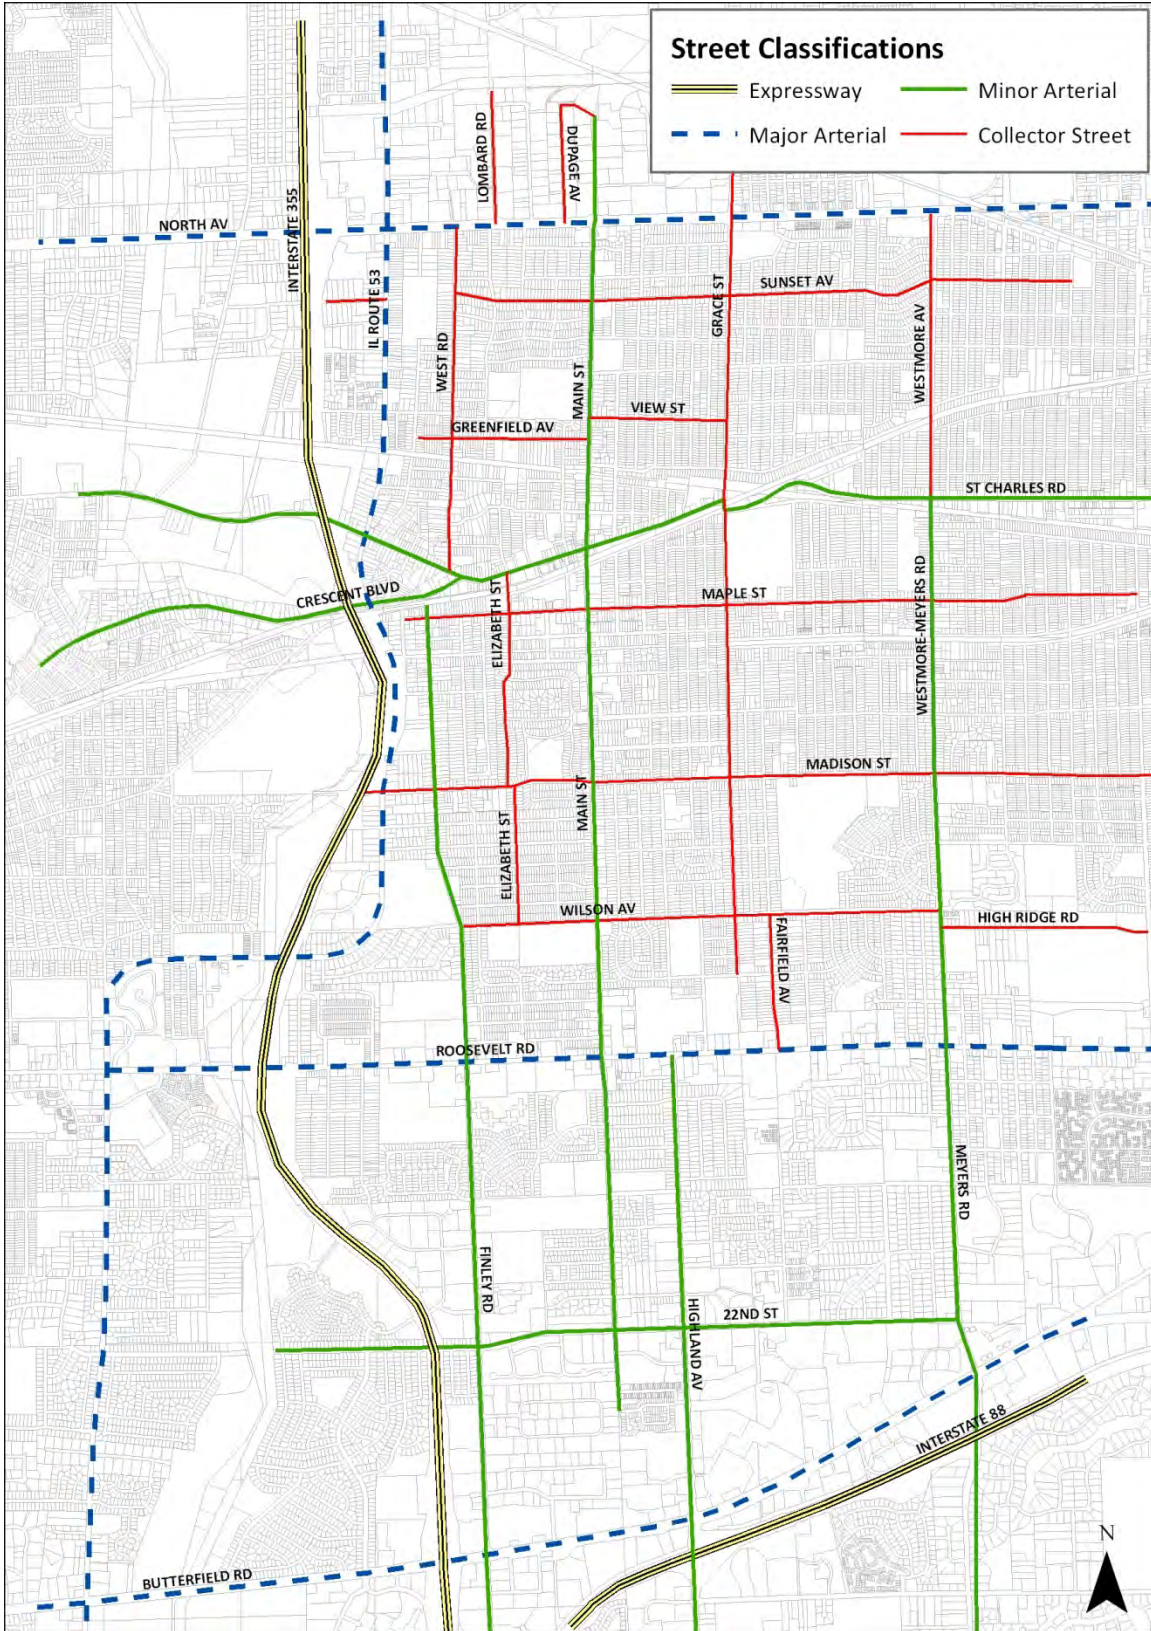 Street Classifications
Expressway
Minor Arterial
Major Arterial
Collector Street
LOMBARD RD
DUPAGE AV
NORTH AV
INTERSTATE 355
IL ROUTE 53
SUNSET AV
GRACE ST
WESTMORE AV
WEST RD
MAIN ST
VIEW ST
GREENFIELD AV
ST CHARLES RD
CRESCENT BLVD
ELIZABETH ST
MAPLE ST
WESTMORE-MEYERS RD
MADISON ST
MAIN ST
ELIZABETH ST
WILSON AV
HIGH RIDGE RD
FAIRFIELD AV
ROOSEVELT RD
MEYERS RD
FINLEY RD
HIGHLAND AV
22ND ST
INTERSTATE 88
BUTTERFIELD RD
N